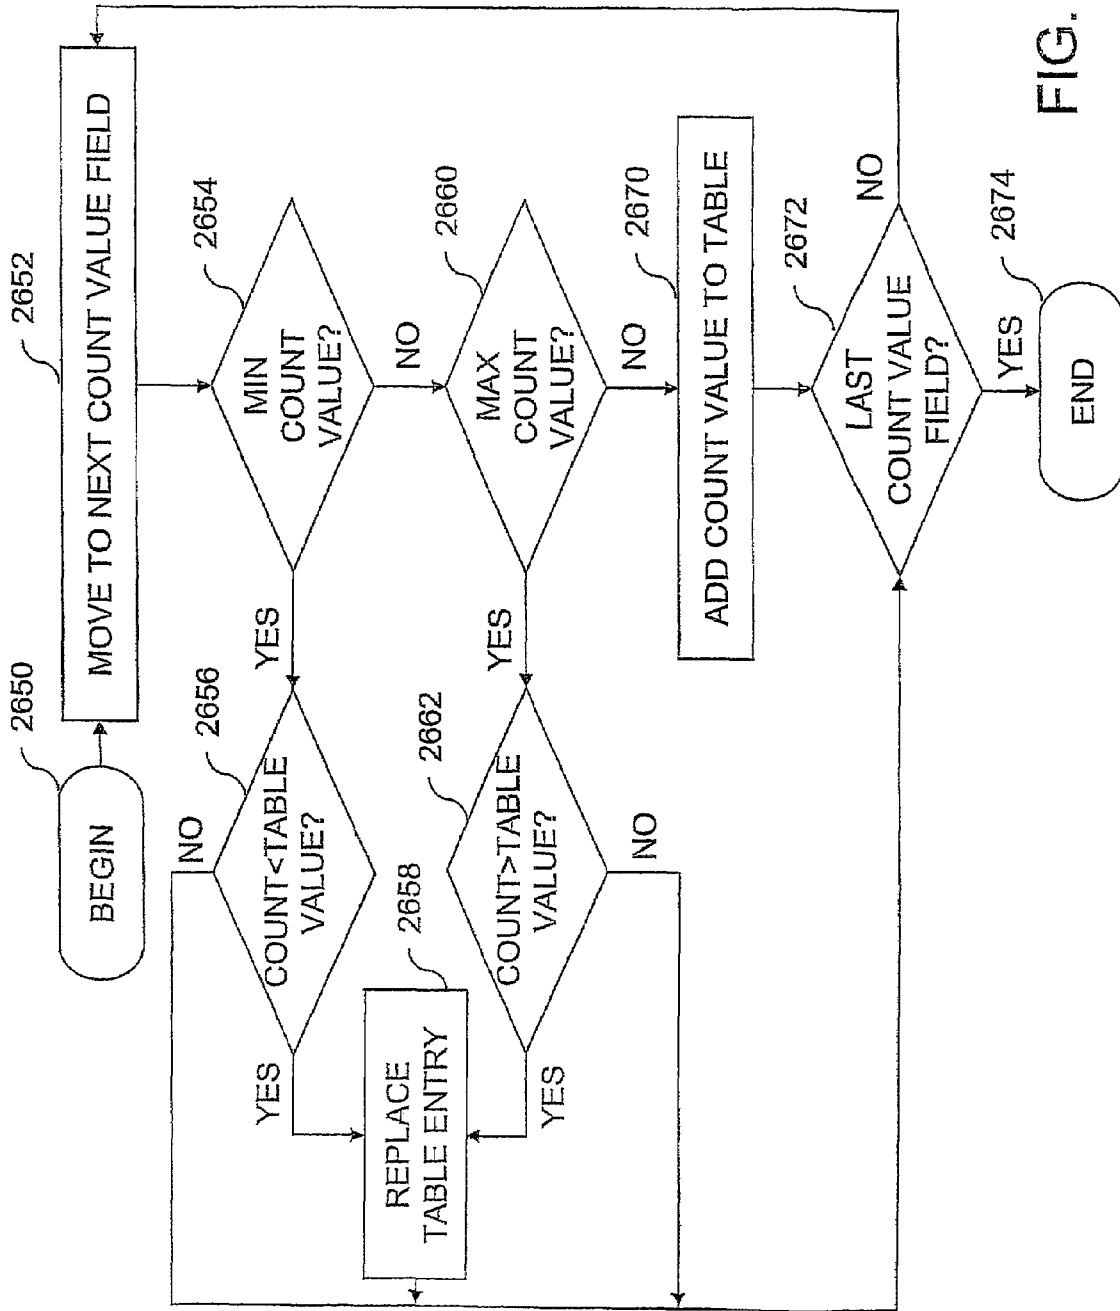 2650
BEGIN
2652
MOVE TO NEXT COUNT VALUE FIELD
2654
MIN
COUNT
VALUE?
YES
NO
2656
COUNT<TABLE
VALUE?
NO
YES
2658
REPLACE
TABLE ENTRY
2660
MAX
COUNT
VALUE?
YES
NO
2662
COUNT>TABLE
VALUE?
YES
NO
2670
ADD COUNT VALUE TO TABLE
2672
LAST
COUNT VALUE
FIELD?
NO
YES
2674
END
FIG.